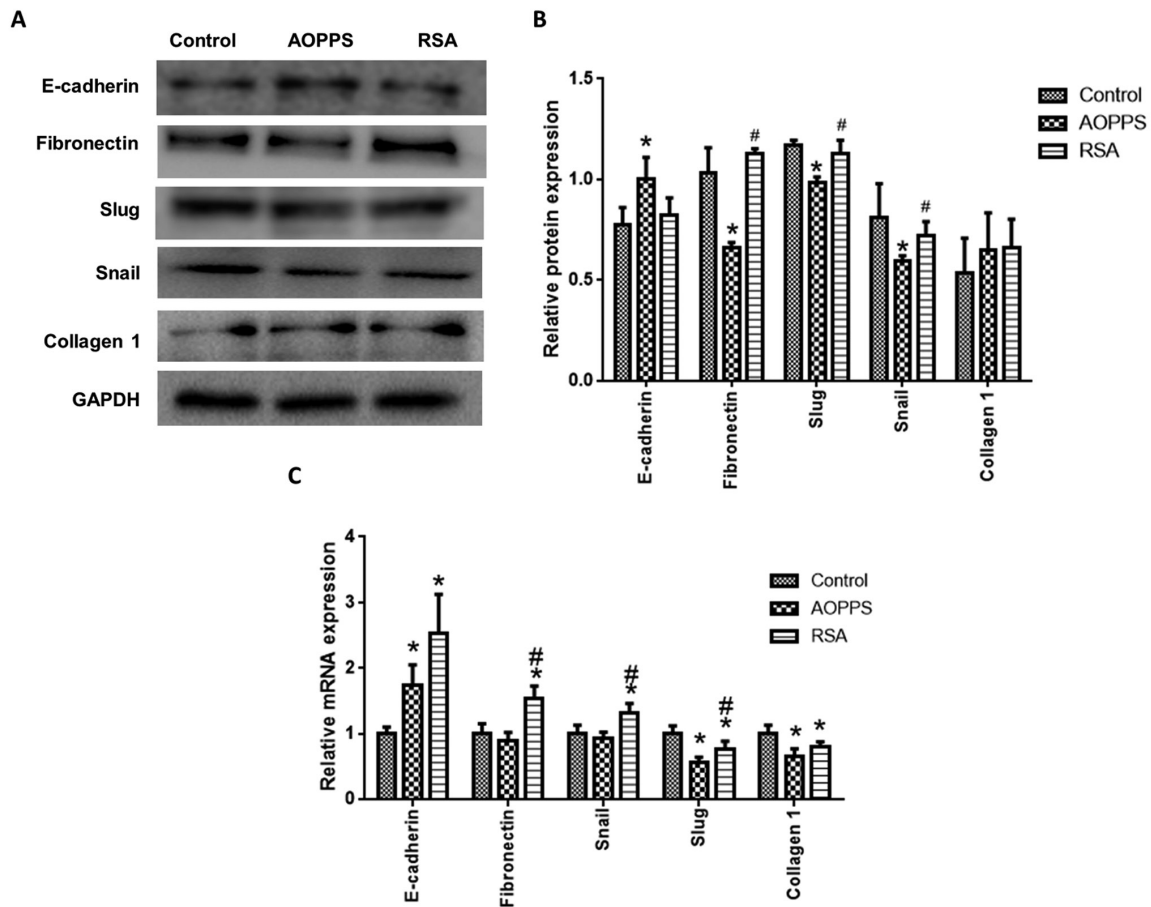 A
Control AOPPS RSA
E-cadherin
Fibronectin
Slug
Snail
Collagen 1
GAPDH
B
Relative protein expression
1.5
1.0
0.5
0.0
* # # * * * #
E-cadherin
Fibronectin
Slug
Snail
Collagen 1
Control
AOPPS
RSA
C
Relative mRNA expression
4
3
2
1
0
* * # * # * * # * * *
E-cadherin
Fibronectin
Snail
Slug
Collagen 1
Control
AOPPS
RSA